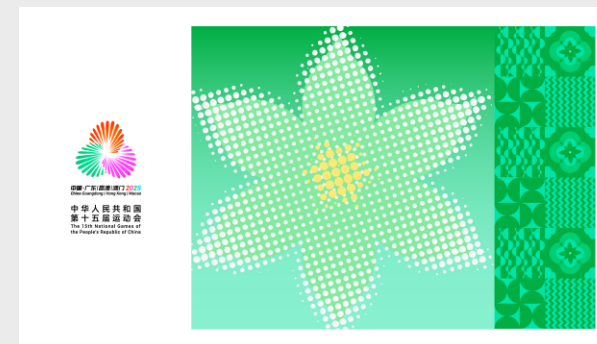 中国·广东|香港|澳门 2025
China Guangdong | Hong Kong | Macao
中华人民共和国
第十五届运动会
The 15th National Games of
the People's Republic of China